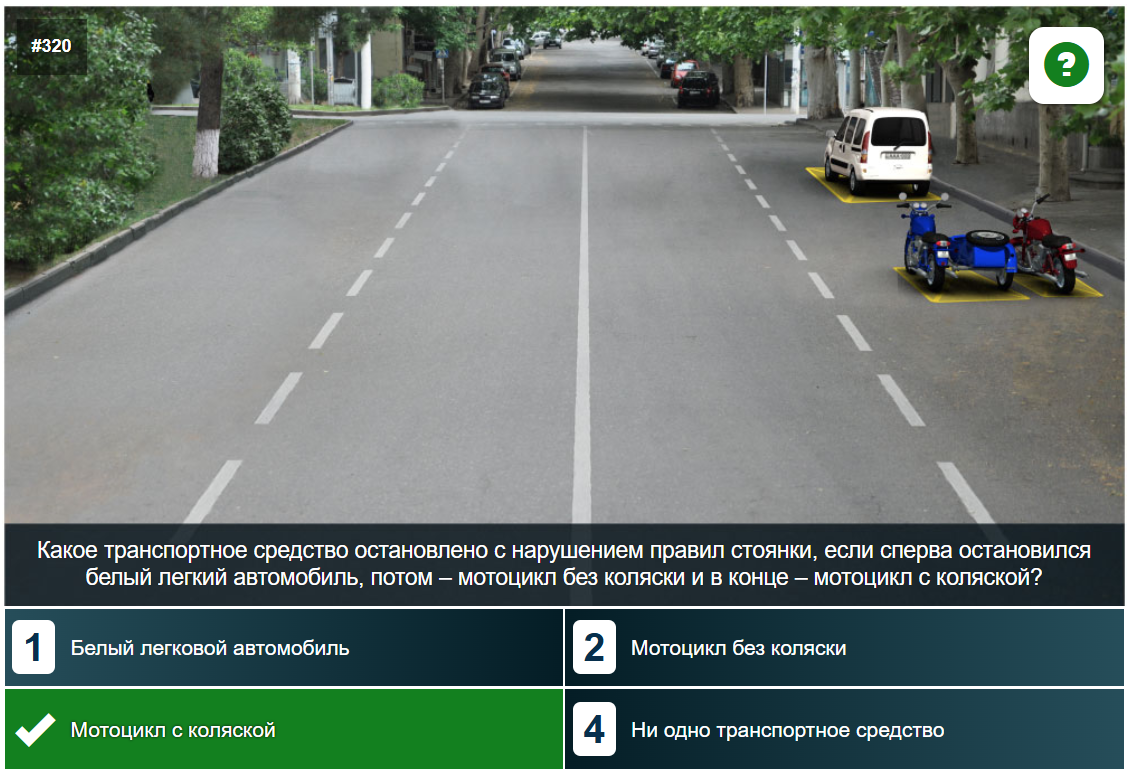 #320
?
Какое транспортное средство остановлено с нарушением правил стоянки, если сперва остановился
белый легкий автомобиль, потом – мотоцикл без коляски и в конце – мотоцикл с коляской?
1 Белый легковой автомобиль
2 Мотоцикл без коляски
Мотоцикл с коляской
4 Ни одно транспортное средство